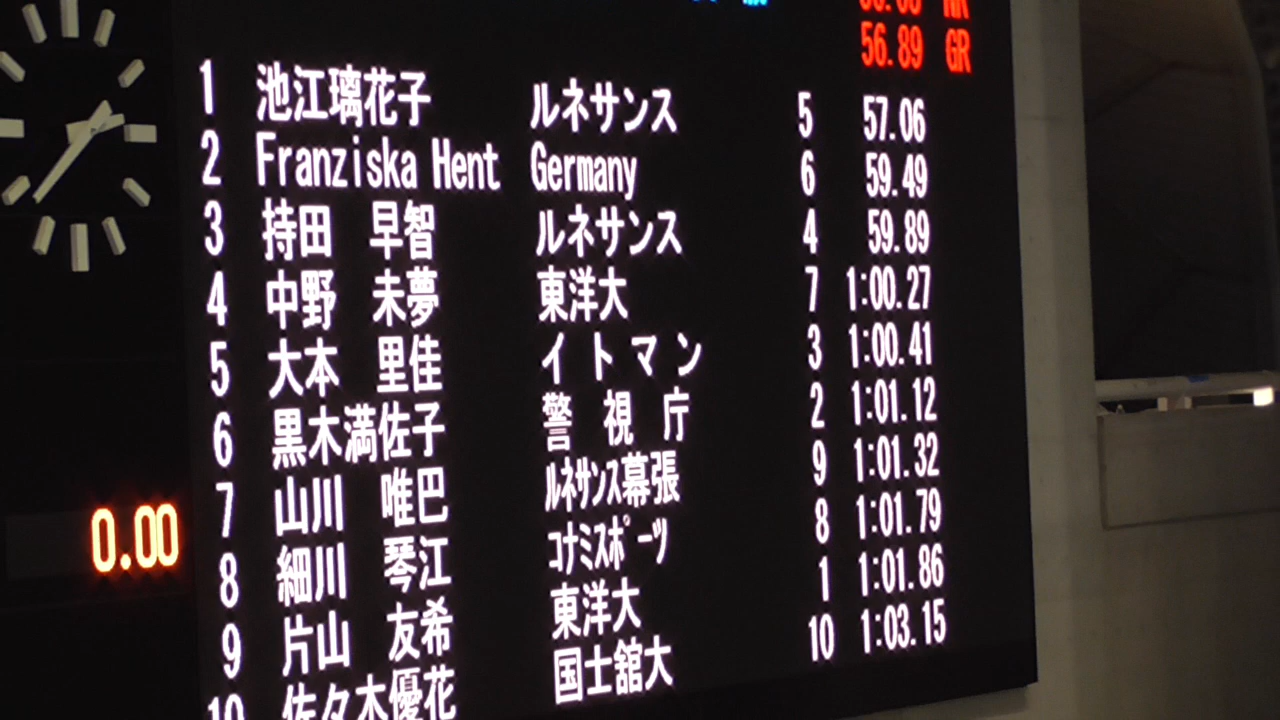 56.89 GR
1 池江璃花子 ルネサンス 5 57.06
2 Franziska Hent Germany 6 59.49
3 持田 早智 ルネサンス 4 59.89
4 中野 未夢 東洋大 7 1:00.27
5 大本 里佳 イトマン 3 1:00.41
6 黒木満佐子 警視庁 2 1:01.12
7 山川 唯巴 ルネサンス幕張 9 1:01.32
8 細川 琴江 コナミスポーツ 8 1:01.79
9 片山 友希 東洋大 1 1:01.86
10 佐々木優花 国士舘大 10 1:03.15
0.00